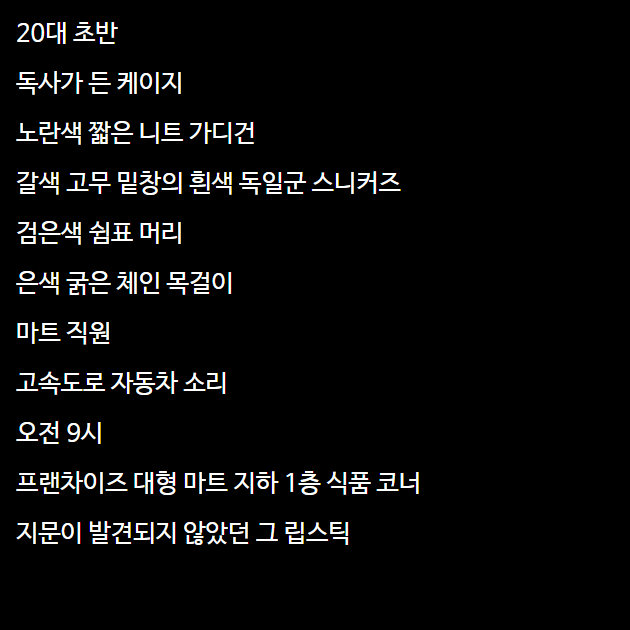 20대 초반
독사가 든 케이지
노란색 짧은 니트 가디건
갈색 고무 밑창의 흰색 독일군 스니커즈
검은색 쉼표 머리
은색 굵은 체인 목걸이
마트 직원
고속도로 자동차 소리
오전 9시
프랜차이즈 대형 마트 지하 1층 식품 코너
지문이 발견되지 않았던 그 립스틱